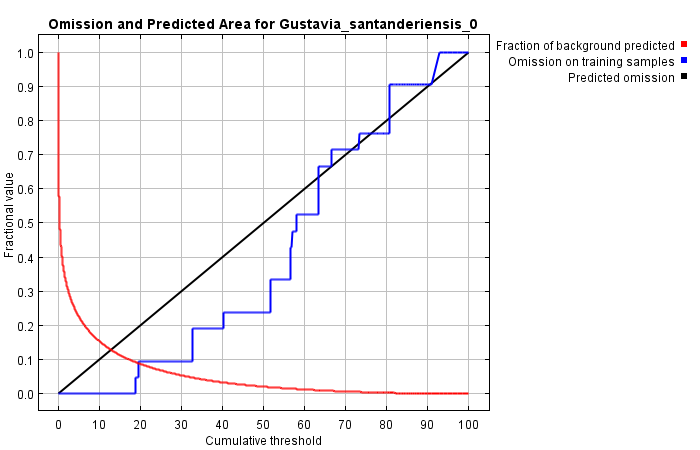 Omission and Predicted Area for Gustavia_santanderiensis_0
Fraction of background predicted
Omission on training samples
Predicted omission
Fractional value
1.0
0.9
0.8
0.7
0.6
0.5
0.4
0.3
0.2
0.1
0.0
0 10 20 30 40 50 60 70 80 90 100
Cumulative threshold